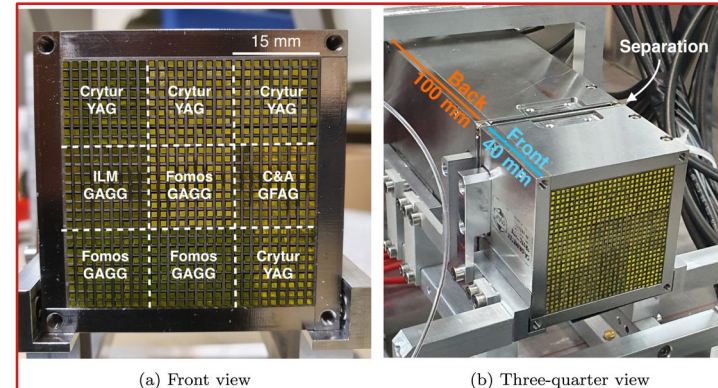 15 mm
Crytur
YAG
Crytur
YAG
Crytur
YAG
ILM
GAGG
Fomos
GAGG
C&A
GFAG
Fomos
GAGG
Fomos
GAGG
Crytur
YAG
(a) Front view
Separation
Back
100 mm
Front
40 mm
(b) Three-quarter view